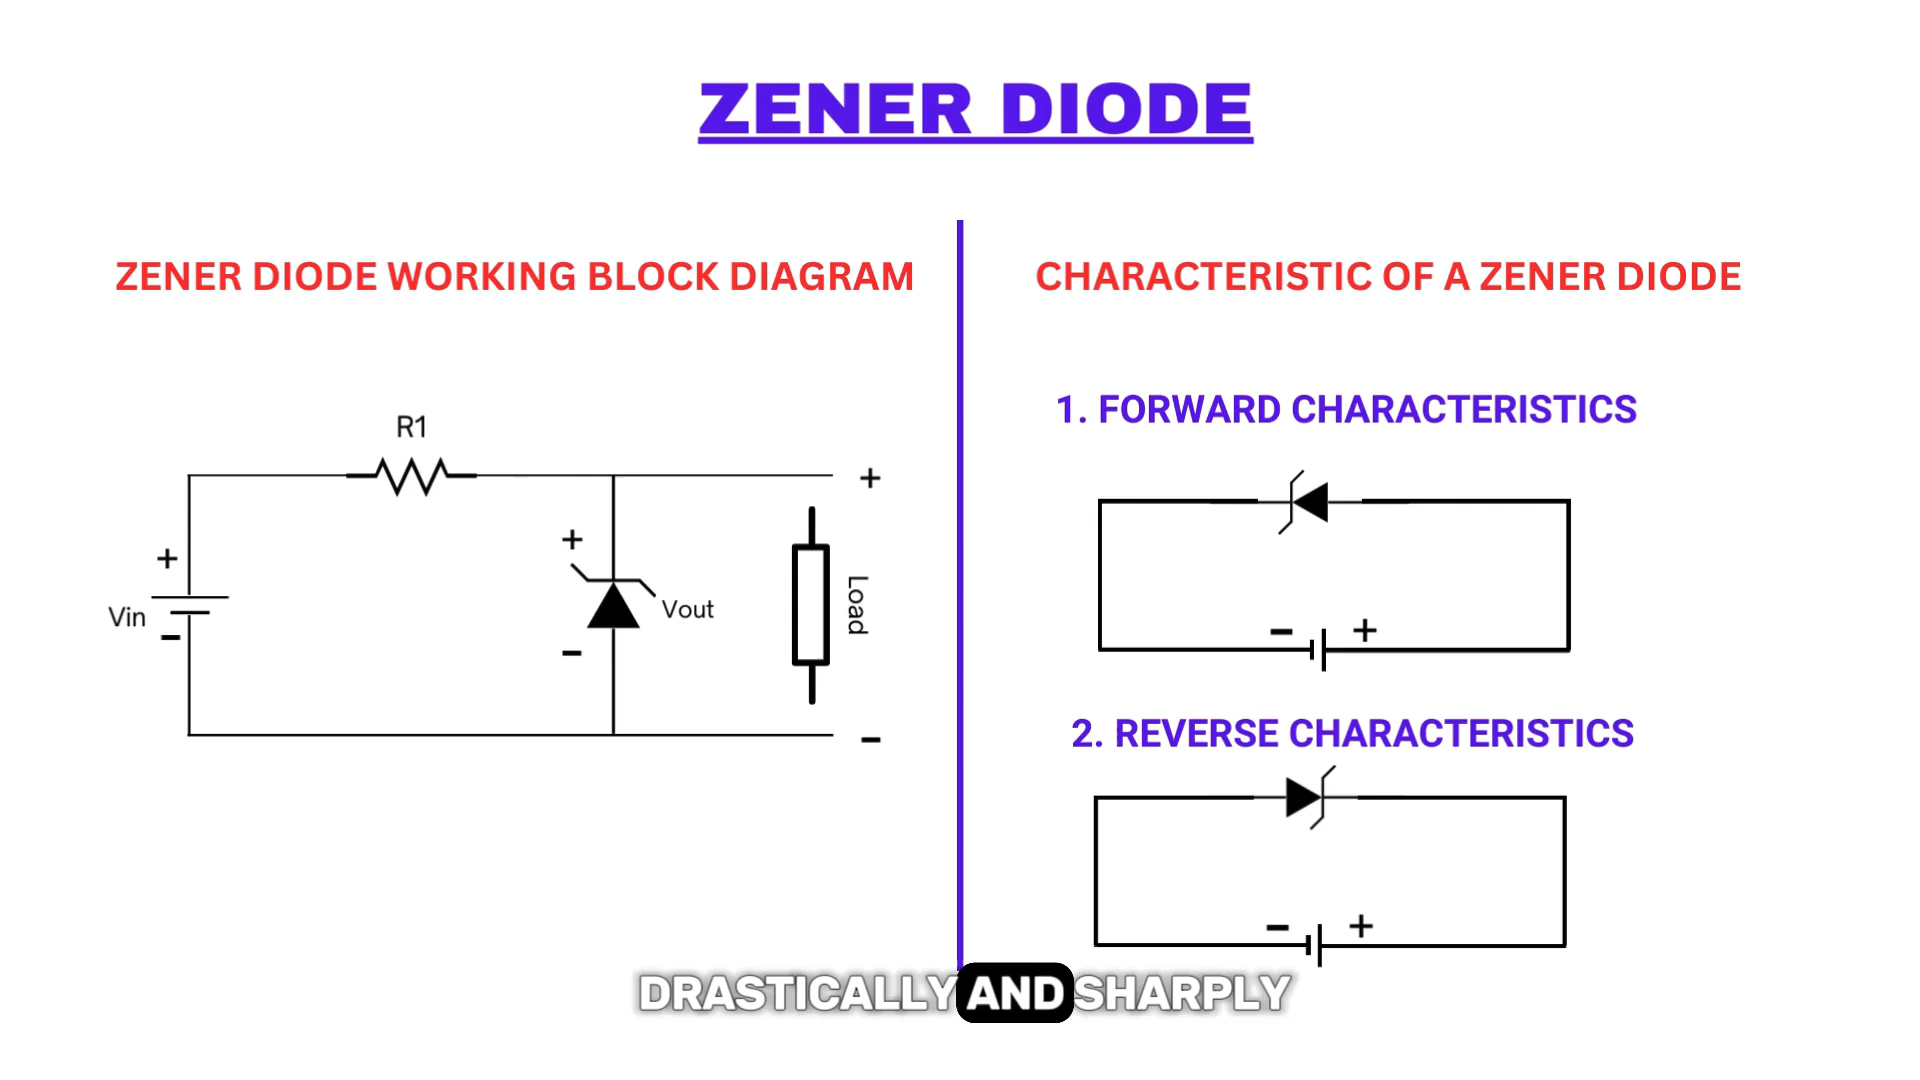 ZENER DIODE
ZENER DIODE WORKING BLOCK DIAGRAM
R1
+
+
+
Vin
-
Vout
-
Load
-
CHARACTERISTIC OF A ZENER DIODE
1. FORWARD CHARACTERISTICS
- +
2. REVERSE CHARACTERISTICS
- +
DRASTICALLY AND SHARPLY